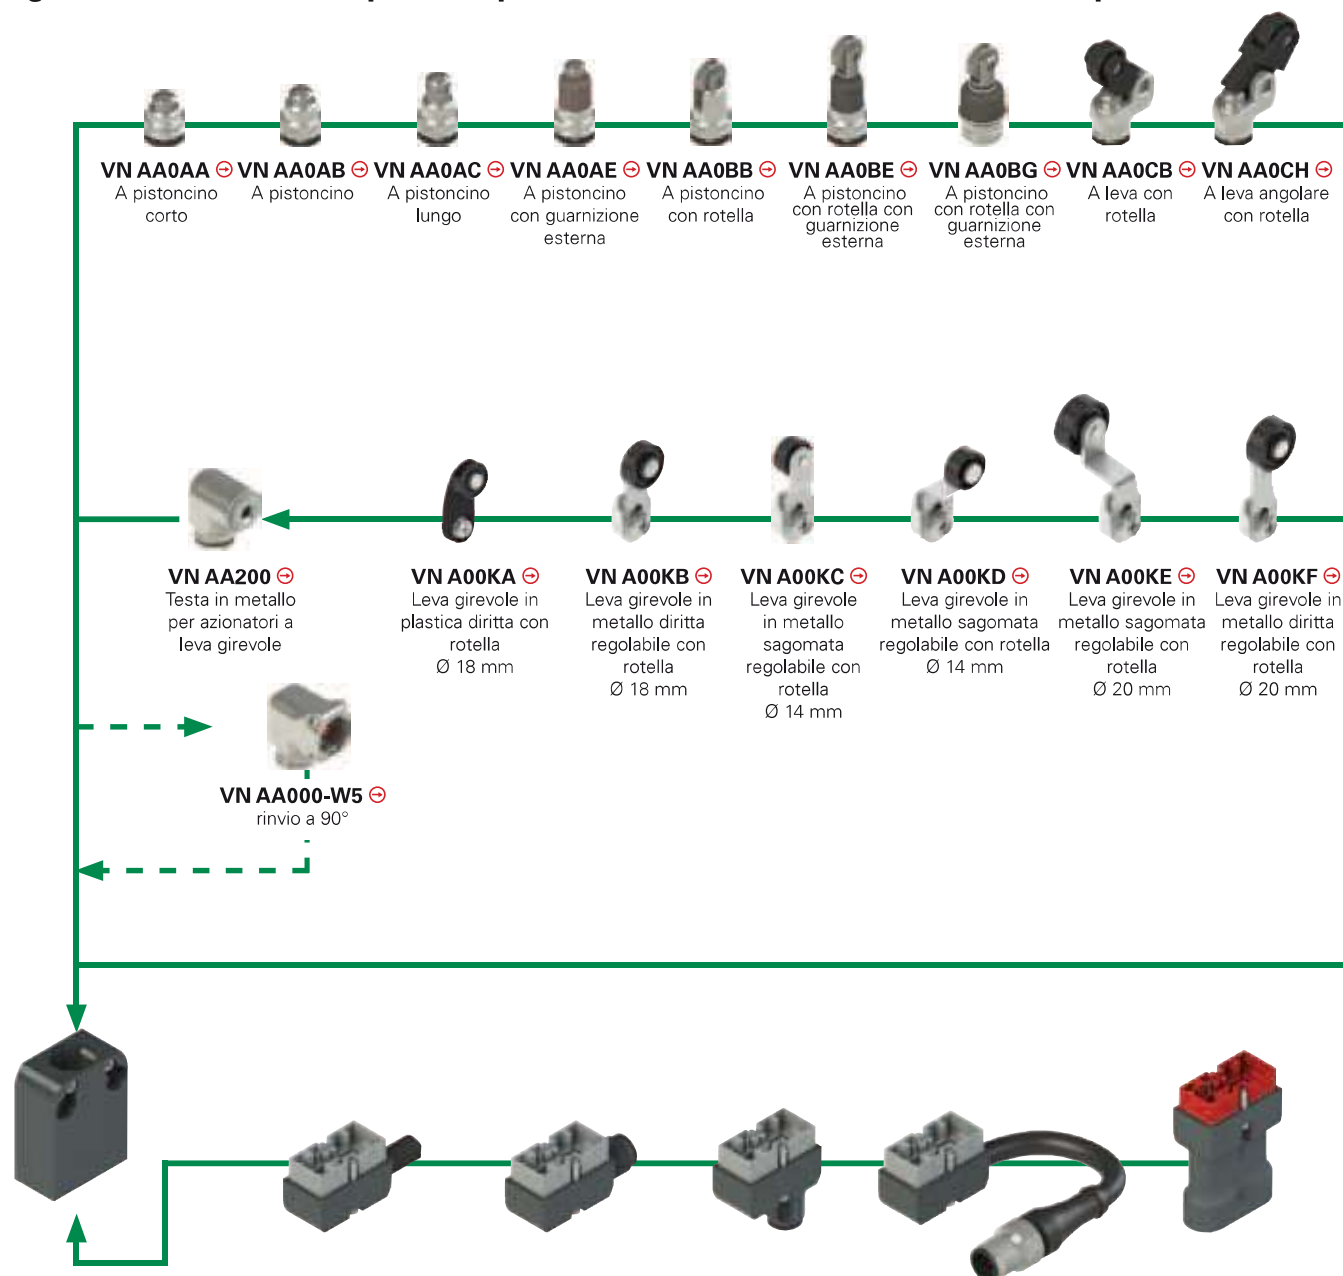 VN AA0AA
A pistoncino
corto
VN AA0AB
A pistoncino
VN AA0AC
A pistoncino
lungo
VN AA0AE
A pistoncino
con guarnizione
esterna
VN AA0BB
A pistoncino
con rotella
VN AA0BE
A pistoncino
con rotella con
guarnizione
esterna
VN AA0BG
A pistoncino
con rotella con
guarnizione
esterna
VN AA0CB
A leva con
rotella
VN AA0CH
A leva angolare
con rotella
VN AA200
Testa in metallo
per azionatori a
leva girevole
VN A00KA
Leva girevole in
plastica diritta con
rotella
Ø 18 mm
VN A00KB
Leva girevole in
metallo diritta
regolabile con
rotella
Ø 18 mm
VN A00KC
Leva girevole
in metallo
sagomata
regolabile con
rotella
Ø 14 mm
VN A00KD
Leva girevole in
metallo sagomata
regolabile con rotella
Ø 14 mm
VN A00KE
Leva girevole in
metallo sagomata
regolabile con
rotella
Ø 20 mm
VN A00KF
Leva girevole in
metallo diritta
regolabile con
rotella
Ø 20 mm
VN AA000-W5
rinvio a 90°